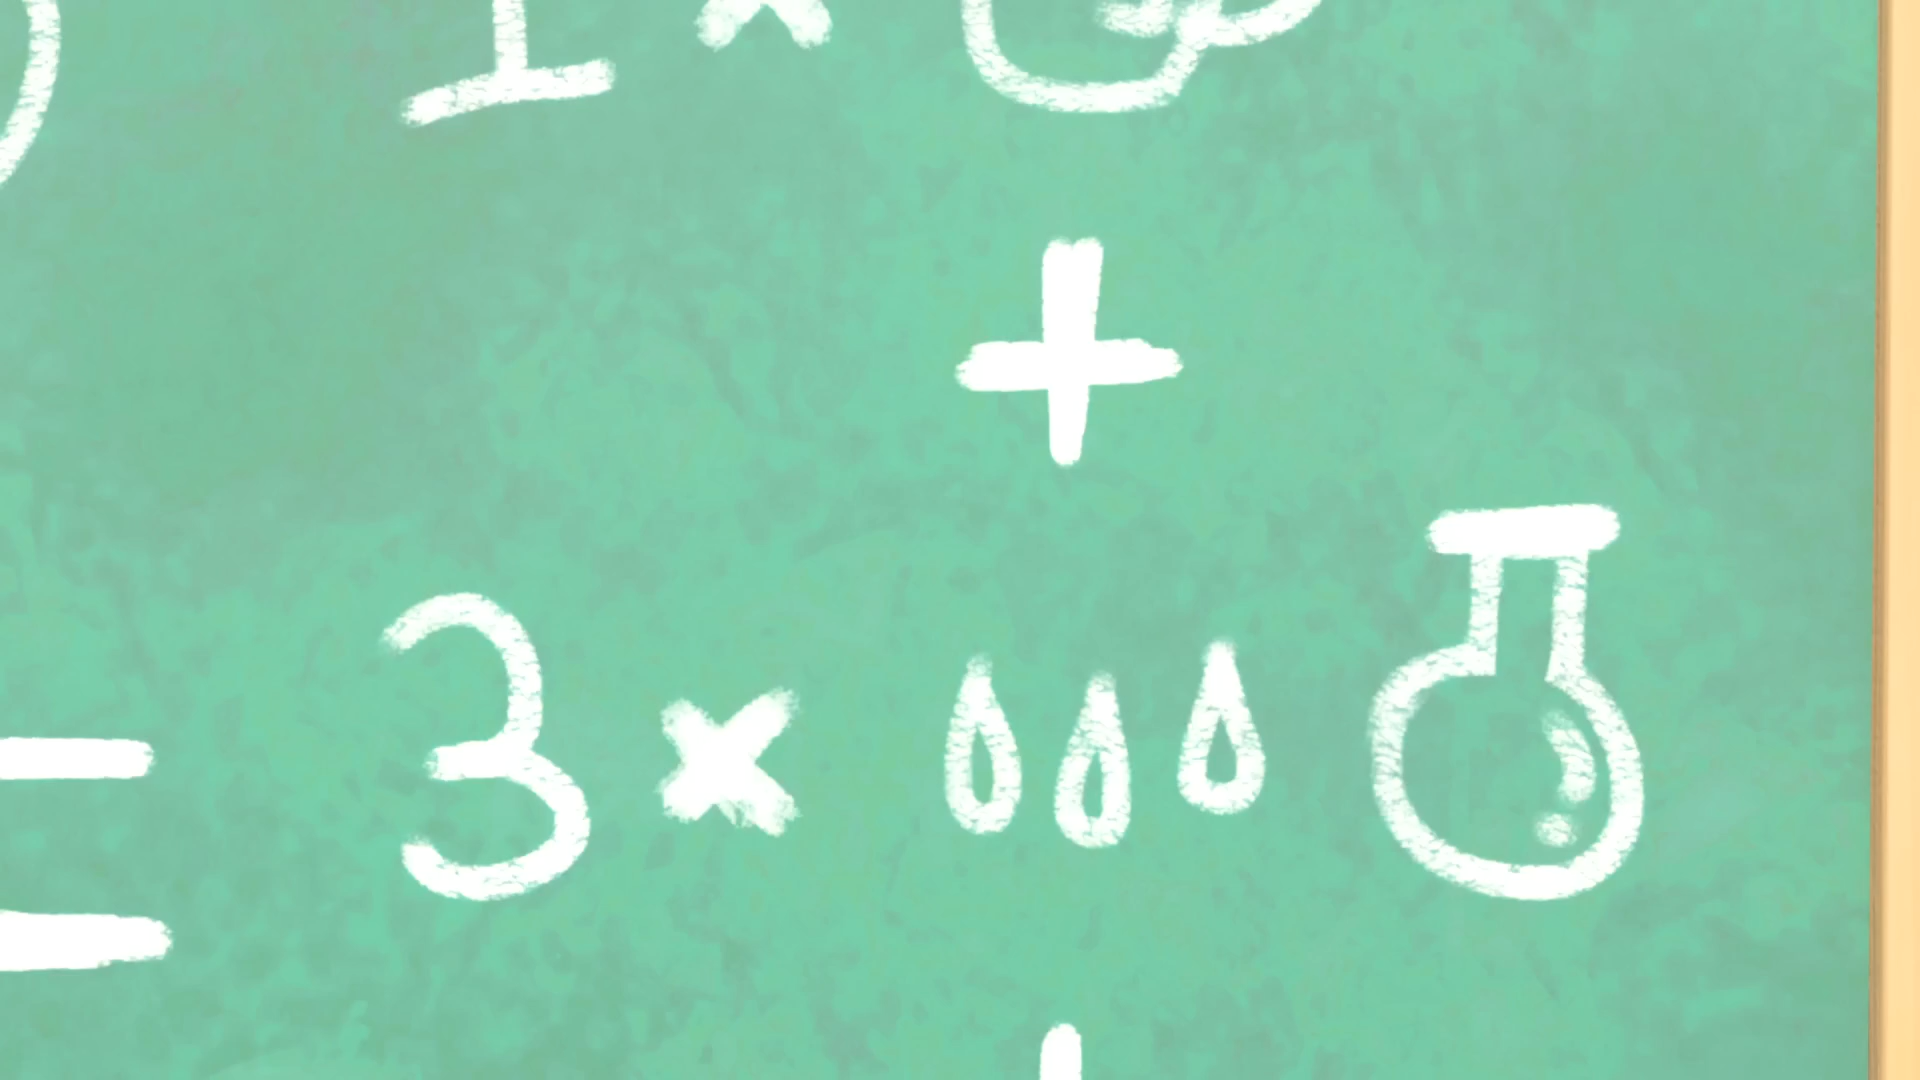 1 ×
+
= 3 ×